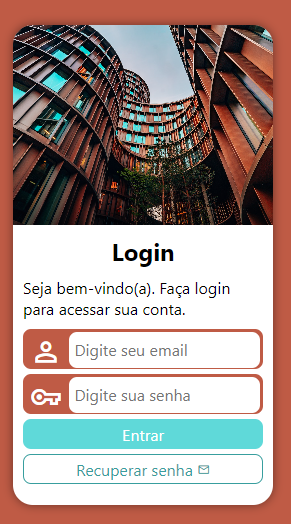 Login
Seja bem-vindo(a). Faça login
para acessar sua conta.
Digite seu email
Digite sua senha
Entrar
Recuperar senha